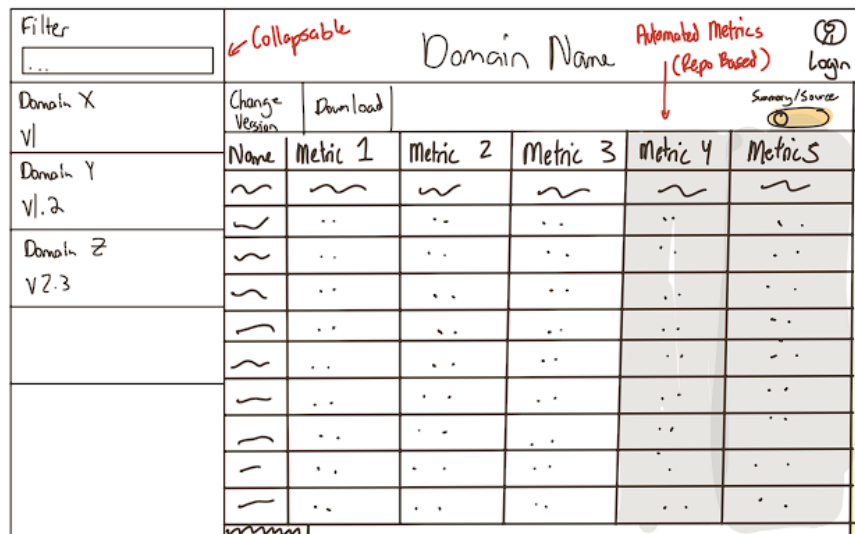 Filter
...
Collapsable
Domain Name
Automated Metrics
(Repo Based)
Login
Domain X
V1
Domain Y
V1.2
Domain Z
V2.3
Change
Version
Download
Summary/Source
Name Metric 1 Metric 2 Metric 3 Metric 4 Metric 5